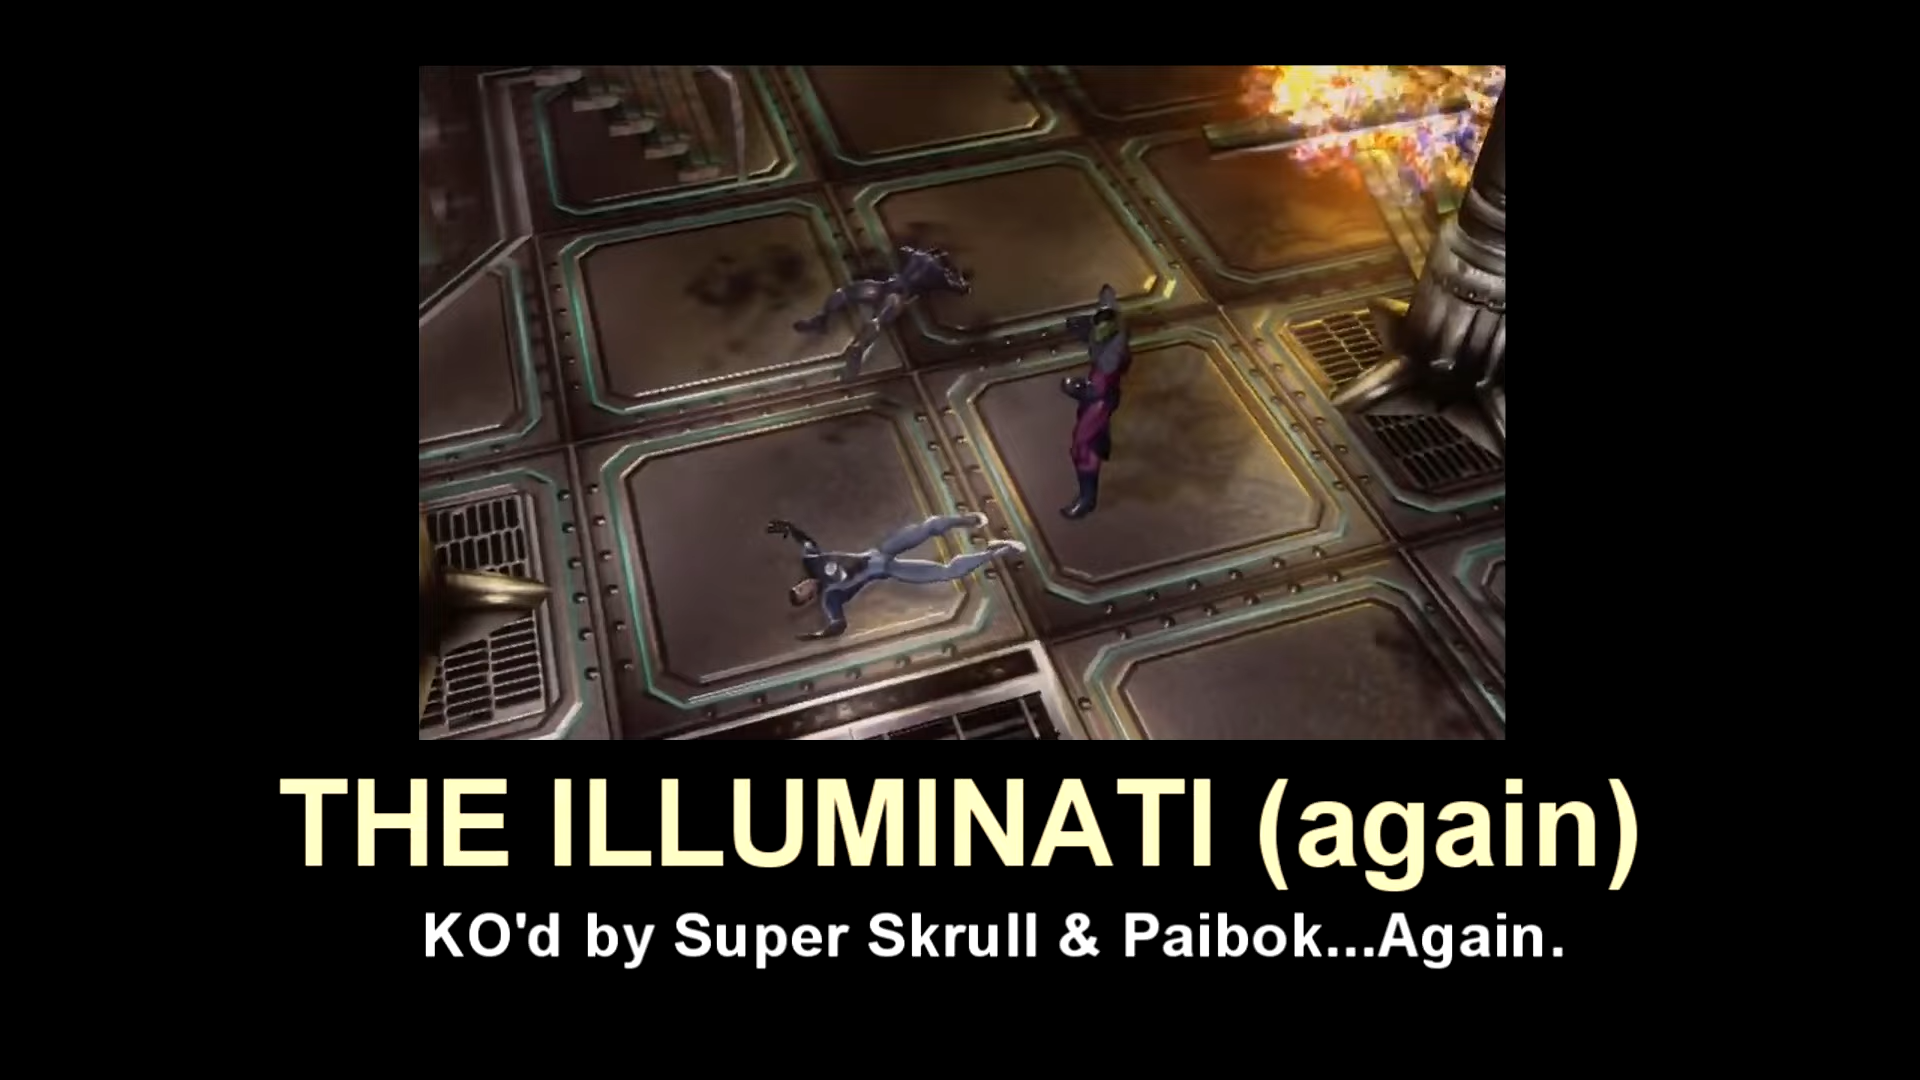 THE ILLUMINATI (again)
KO'd by Super Skrull & Paibok...Again.